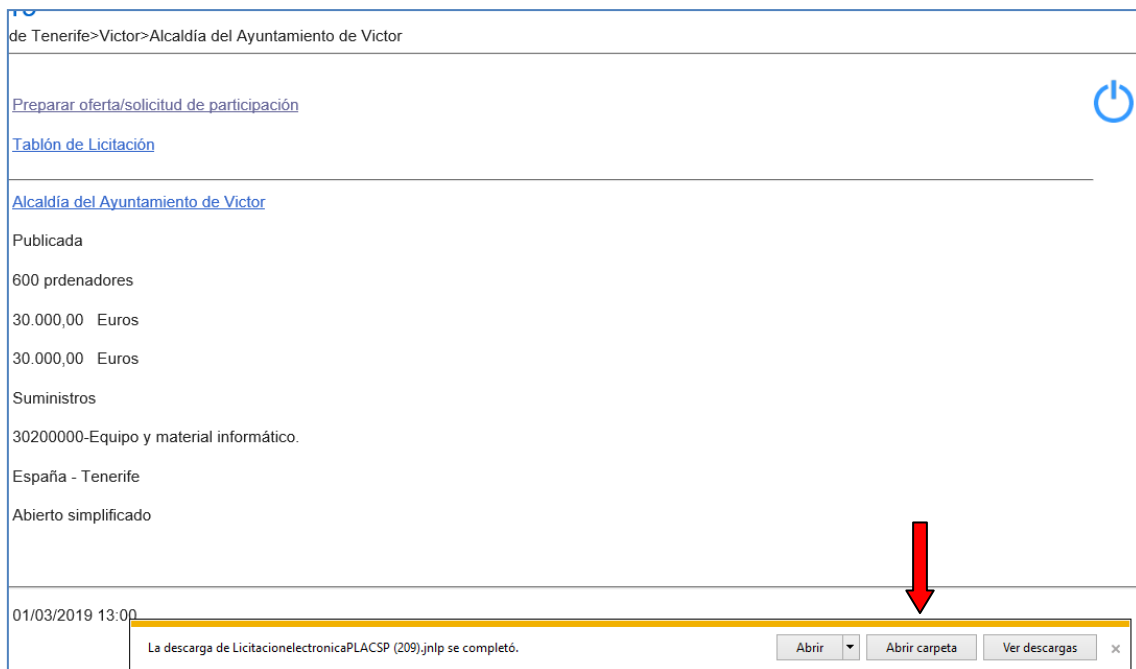 de Tenerife>Victor>Alcaldía del Ayuntamiento de Victor
Preparar oferta/solicitud de participación
Tablón de Licitación
Alcaldía del Ayuntamiento de Victor
Publicada
600 prdenadores
30.000,00 Euros
30.000,00 Euros
Suministros
30200000-Equipo y material informático.
España - Tenerife
Abierto simplificado
01/03/2019 13:00
La descarga de LicitacionelectronicaPLACSP (209).jnlp se completó. Abrir Abrir carpeta Ver descargas